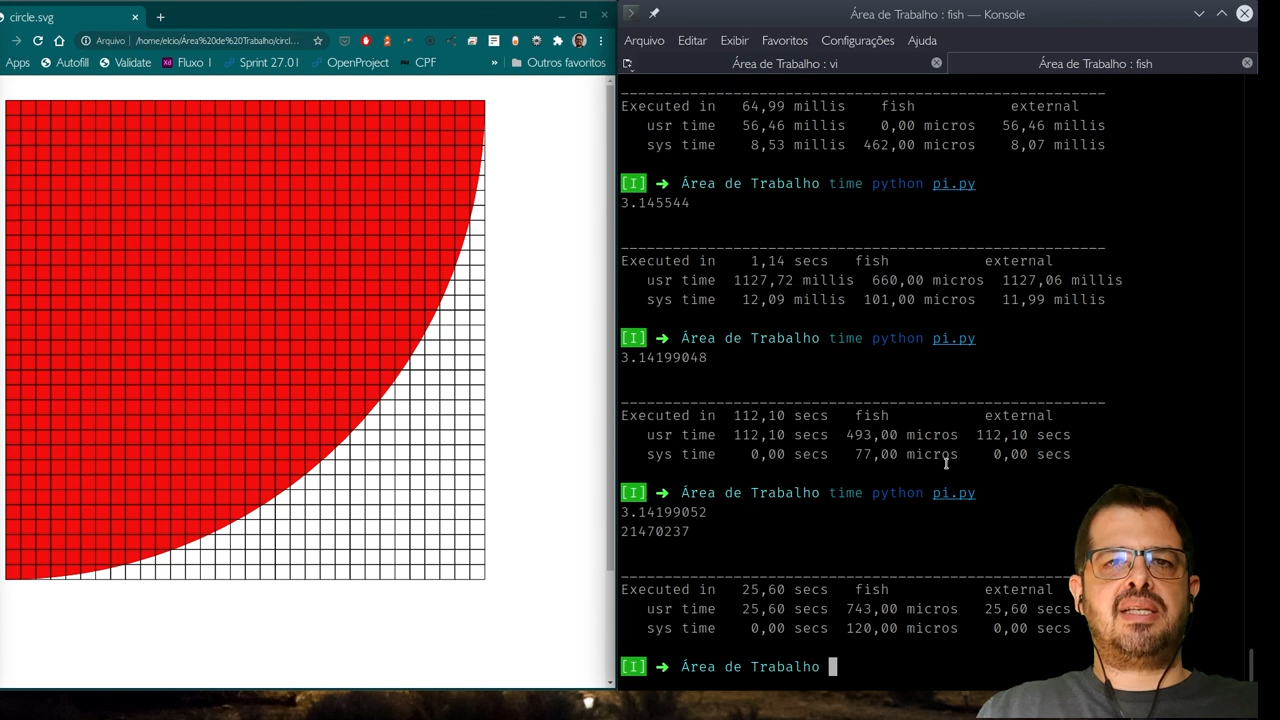 circle.svg
Arquivo
/home/elcio/Área%20de%20Trabalho/circl...
Apps
Autofill
Validate
Xd
Fluxo 1
Sprint 27.01
OpenProject
CPF
»
Outros favoritos
Área de Trabalho : fish — Konsole
Arquivo Editar Exibir Favoritos Configurações Ajuda
Área de Trabalho : vi
Área de Trabalho : fish
Executed in 64,99 millis fish external
usr time 56,46 millis 0,00 micros 56,46 millis
sys time 8,53 millis 462,00 micros 8,07 millis
[I] ➜ Área de Trabalho time python pi.py
3.145544
Executed in 1,14 secs fish external
usr time 1127,72 millis 660,00 micros 1127,06 millis
sys time 12,09 millis 101,00 micros 11,99 millis
[I] ➜ Área de Trabalho time python pi.py
3.14199048
Executed in 112,10 secs fish external
usr time 112,10 secs 493,00 micros 112,10 secs
sys time 0,00 secs 77,00 micros 0,00 secs
[I] ➜ Área de Trabalho time python pi.py
3.14199052
21470237
Executed in 25,60 secs fish external
usr time 25,60 secs 743,00 micros 25,60 secs
sys time 0,00 secs 120,00 micros 0,00 secs
[I] ➜ Área de Trabalho